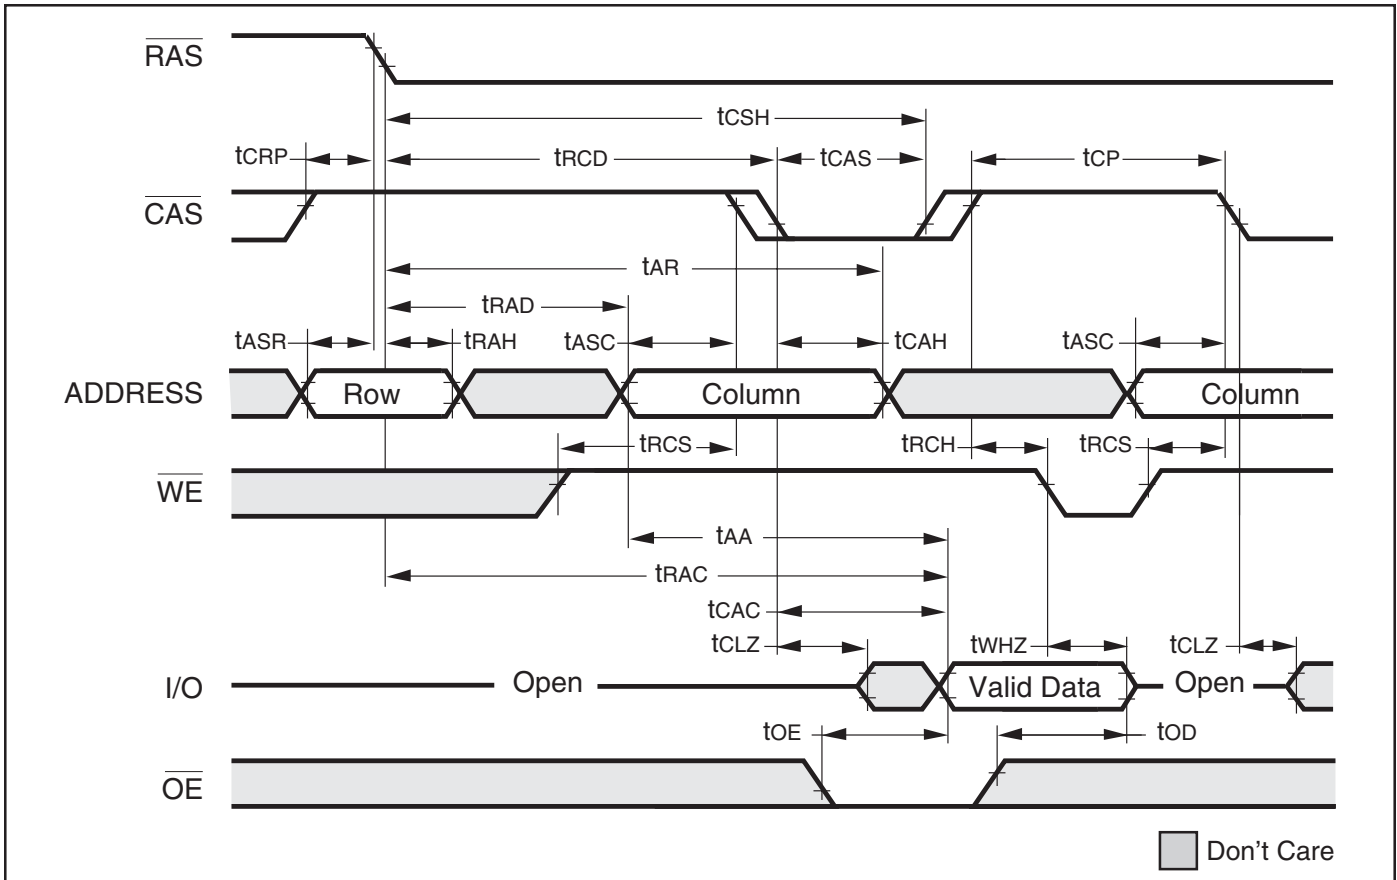 RAS
tCSH
tCRP tRCD tCAS tCP
CAS
tAR
tRAD
tASR tRAH tASC tCAH tASC
ADDRESS Row Column Column
tRCS tRCH tRCS
WE
tAA
tRAC
tCAC
tCLZ tWHZ tCLZ
I/O Open Valid Data Open
tOE tOD
OE
Don't Care